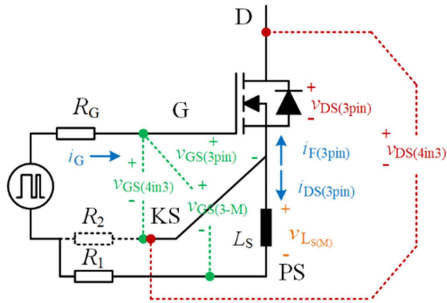 D
R_G
G
+
v_DS(3pin)
-
+
v_GS(3pin)
-
i_G
+
v_GS(4in3)
-
+
v_GS(3-M)
-
i_F(3pin)
i_DS(3pin)
+
v_DS(4in3)
-
R_2
KS
L_S
+
v_L_S(M)
-
R_1
PS